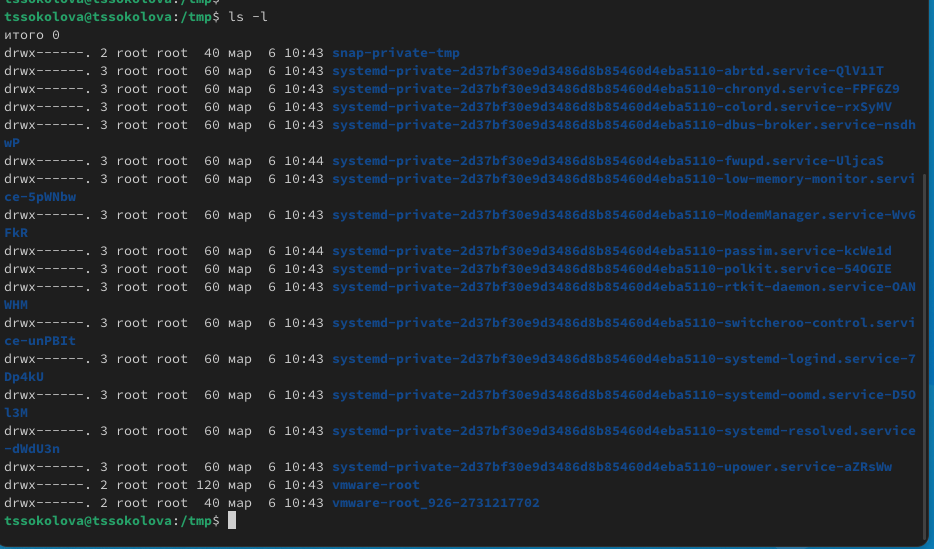 tssokolova@tssokolova:/tmp$
tssokolova@tssokolova:/tmp$ ls -l
итого 0
drwx------. 2 root root  40 мар  6 10:43 snap-private-tmp
drwx------. 3 root root  60 мар  6 10:43 systemd-private-2d37bf30e9d3486d8b85460d4eba5110-abrtd.service-QlV11T
drwx------. 3 root root  60 мар  6 10:43 systemd-private-2d37bf30e9d3486d8b85460d4eba5110-chronyd.service-FPF6Z9
drwx------. 3 root root  60 мар  6 10:43 systemd-private-2d37bf30e9d3486d8b85460d4eba5110-colord.service-rxSyMV
drwx------. 3 root root  60 мар  6 10:43 systemd-private-2d37bf30e9d3486d8b85460d4eba5110-dbus-broker.service-nsdh
wP
drwx------. 3 root root  60 мар  6 10:44 systemd-private-2d37bf30e9d3486d8b85460d4eba5110-fwupd.service-UljcaS
drwx------. 3 root root  60 мар  6 10:43 systemd-private-2d37bf30e9d3486d8b85460d4eba5110-low-memory-monitor.servi
ce-5pWNbw
drwx------. 3 root root  60 мар  6 10:43 systemd-private-2d37bf30e9d3486d8b85460d4eba5110-ModemManager.service-Wv6
FkR
drwx------. 3 root root  60 мар  6 10:44 systemd-private-2d37bf30e9d3486d8b85460d4eba5110-passim.service-kcWe1d
drwx------. 3 root root  60 мар  6 10:43 systemd-private-2d37bf30e9d3486d8b85460d4eba5110-polkit.service-54OGIE
drwx------. 3 root root  60 мар  6 10:43 systemd-private-2d37bf30e9d3486d8b85460d4eba5110-rtkit-daemon.service-OAN
WHM
drwx------. 3 root root  60 мар  6 10:43 systemd-private-2d37bf30e9d3486d8b85460d4eba5110-switcheroo-control.servi
ce-unPBIt
drwx------. 3 root root  60 мар  6 10:43 systemd-private-2d37bf30e9d3486d8b85460d4eba5110-systemd-logind.service-7
Dp4kU
drwx------. 3 root root  60 мар  6 10:43 systemd-private-2d37bf30e9d3486d8b85460d4eba5110-systemd-oomd.service-D5O
l3M
drwx------. 3 root root  60 мар  6 10:43 systemd-private-2d37bf30e9d3486d8b85460d4eba5110-systemd-resolved.service
-dWdU3n
drwx------. 3 root root  60 мар  6 10:43 systemd-private-2d37bf30e9d3486d8b85460d4eba5110-upower.service-aZRsWw
drwx------. 2 root root 120 мар  6 10:43 vmware-root
drwx------. 2 root root  40 мар  6 10:43 vmware-root_926-2731217702
tssokolova@tssokolova:/tmp$